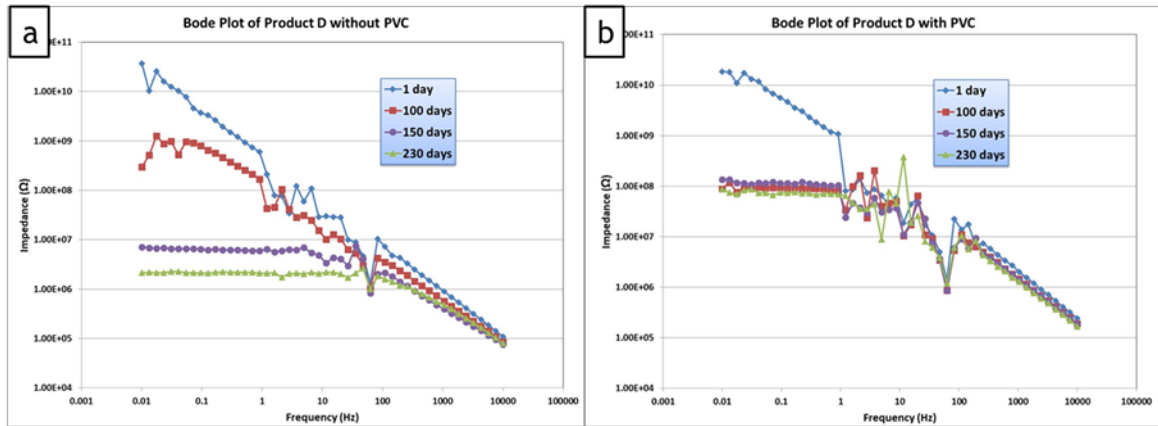 a
Bode Plot of Product D without PVC
1.00E+11
1.00E+10
1.00E+09
1.00E+08
1.00E+07
1.00E+06
1.00E+05
1.00E+04
Impedance (Ω)
0.001 0.01 0.1 1 10 100 1000 10000 100000
Frequency (Hz)
1 day
100 days
150 days
230 days
b
Bode Plot of Product D with PVC
1.00E+11
1.00E+10
1.00E+09
1.00E+08
1.00E+07
1.00E+06
1.00E+05
1.00E+04
Impedance (Ω)
0.001 0.01 0.1 1 10 100 1000 10000 100000
Frequency (Hz)
1 day
100 days
150 days
230 days